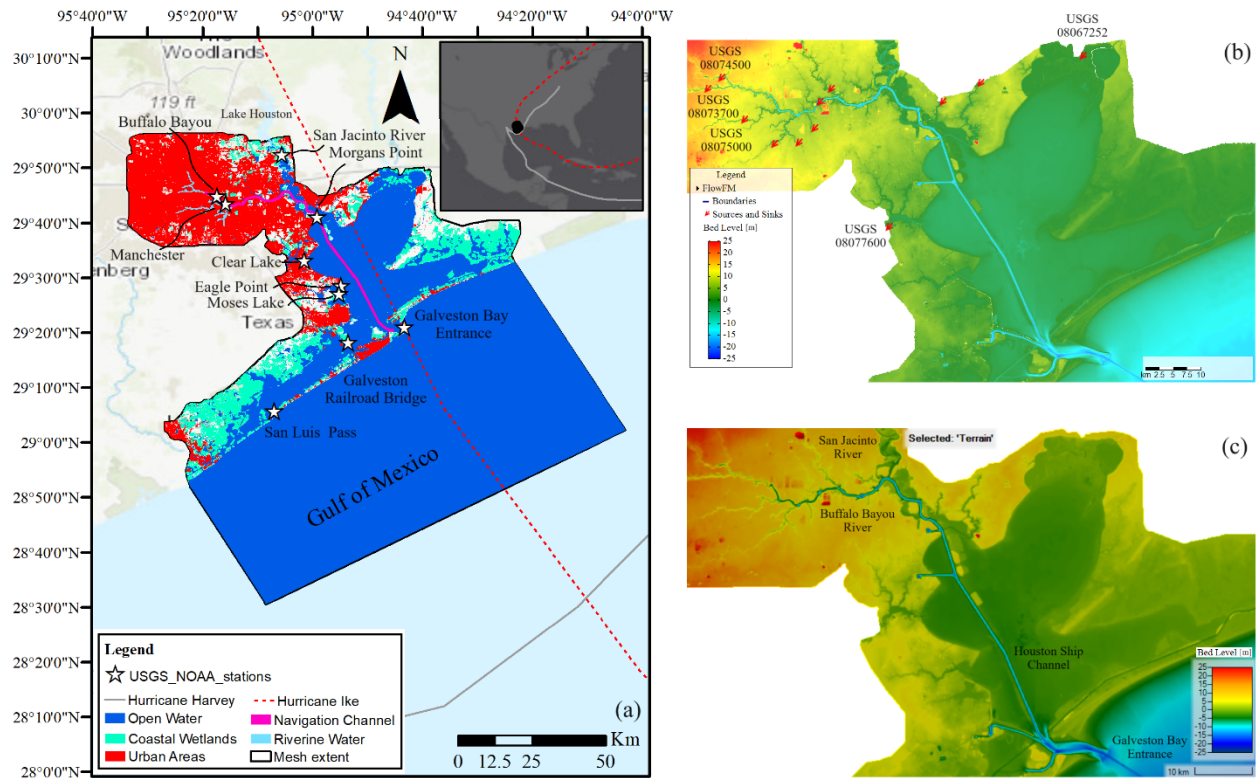 95°40'0"W 95°20'0"W 95°0'0"W 94°40'0"W 94°20'0"W 94°0'0"W
30°10'0"N
30°0'0"N
29°50'0"N
29°40'0"N
29°30'0"N
29°20'0"N
29°10'0"N
29°0'0"N
28°50'0"N
28°40'0"N
28°30'0"N
28°20'0"N
28°10'0"N
28°0'0"N
Woodlands
N
119 ft
Buffalo Bayou
Lake Houston
San Jacinto River
Morgans Point
Manchester
Clear Lake
enberg
Eagle Point
Moses Lake
Texas
Galveston Bay
Entrance
Galveston
Railroad Bridge
San Luis Pass
Gulf of Mexico
Legend
USGS_NOAA_stations
Hurricane Harvey
Hurricane Ike
Open Water
Navigation Channel
Coastal Wetlands
Riverine Water
Urban Areas
Mesh extent
(a)
Km
0 12.5 25 50
USGS
08067252
(b)
USGS
08074500
USGS
08073700
USGS
08075000
USGS
08077600
Legend
FlowFM
Boundaries
Sources and Sinks
Bed Level [m]
25
20
15
10
5
0
-5
-10
-15
-20
-25
km 2.5 5 7.5 10
San Jacinto
River
Selected: 'Terrain'
(c)
Buffalo Bayou
River
Houston Ship
Channel
Bed Level [m]
25
20
15
10
5
0
-5
-10
-15
-20
-25
Galveston Bay
Entrance
10 km